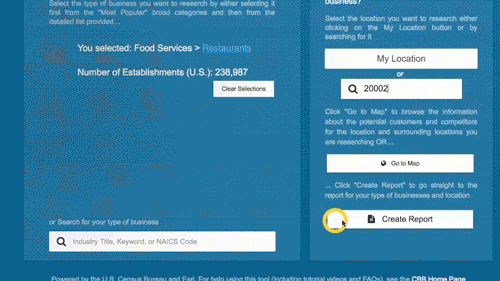 Select the type of business you want to research by either selecting it
first from the "Most Popular" broad categories and then from the
detailed list provided...
You selected: Food Services > Restaurants
Number of Establishments (U.S.): 238,987
Clear Selections
or Search for your type of business
Industry Title, Keyword, or NAICS Code
business?
Select the location you want to research either
clicking on the My Location button or by
searching for it
My Location
or
20002
Click "Go to Map" to browse the information
about the potential customers and competitors
for the location and surrounding locations you
are researching OR...
Go to Map
... Click "Create Report" to go straight to the
report for your type of businesses and location
Create Report
Powered by the U.S. Census Bureau and Esri. For help using this tool (including tutorial videos and FAQs), see the CBB Home Page